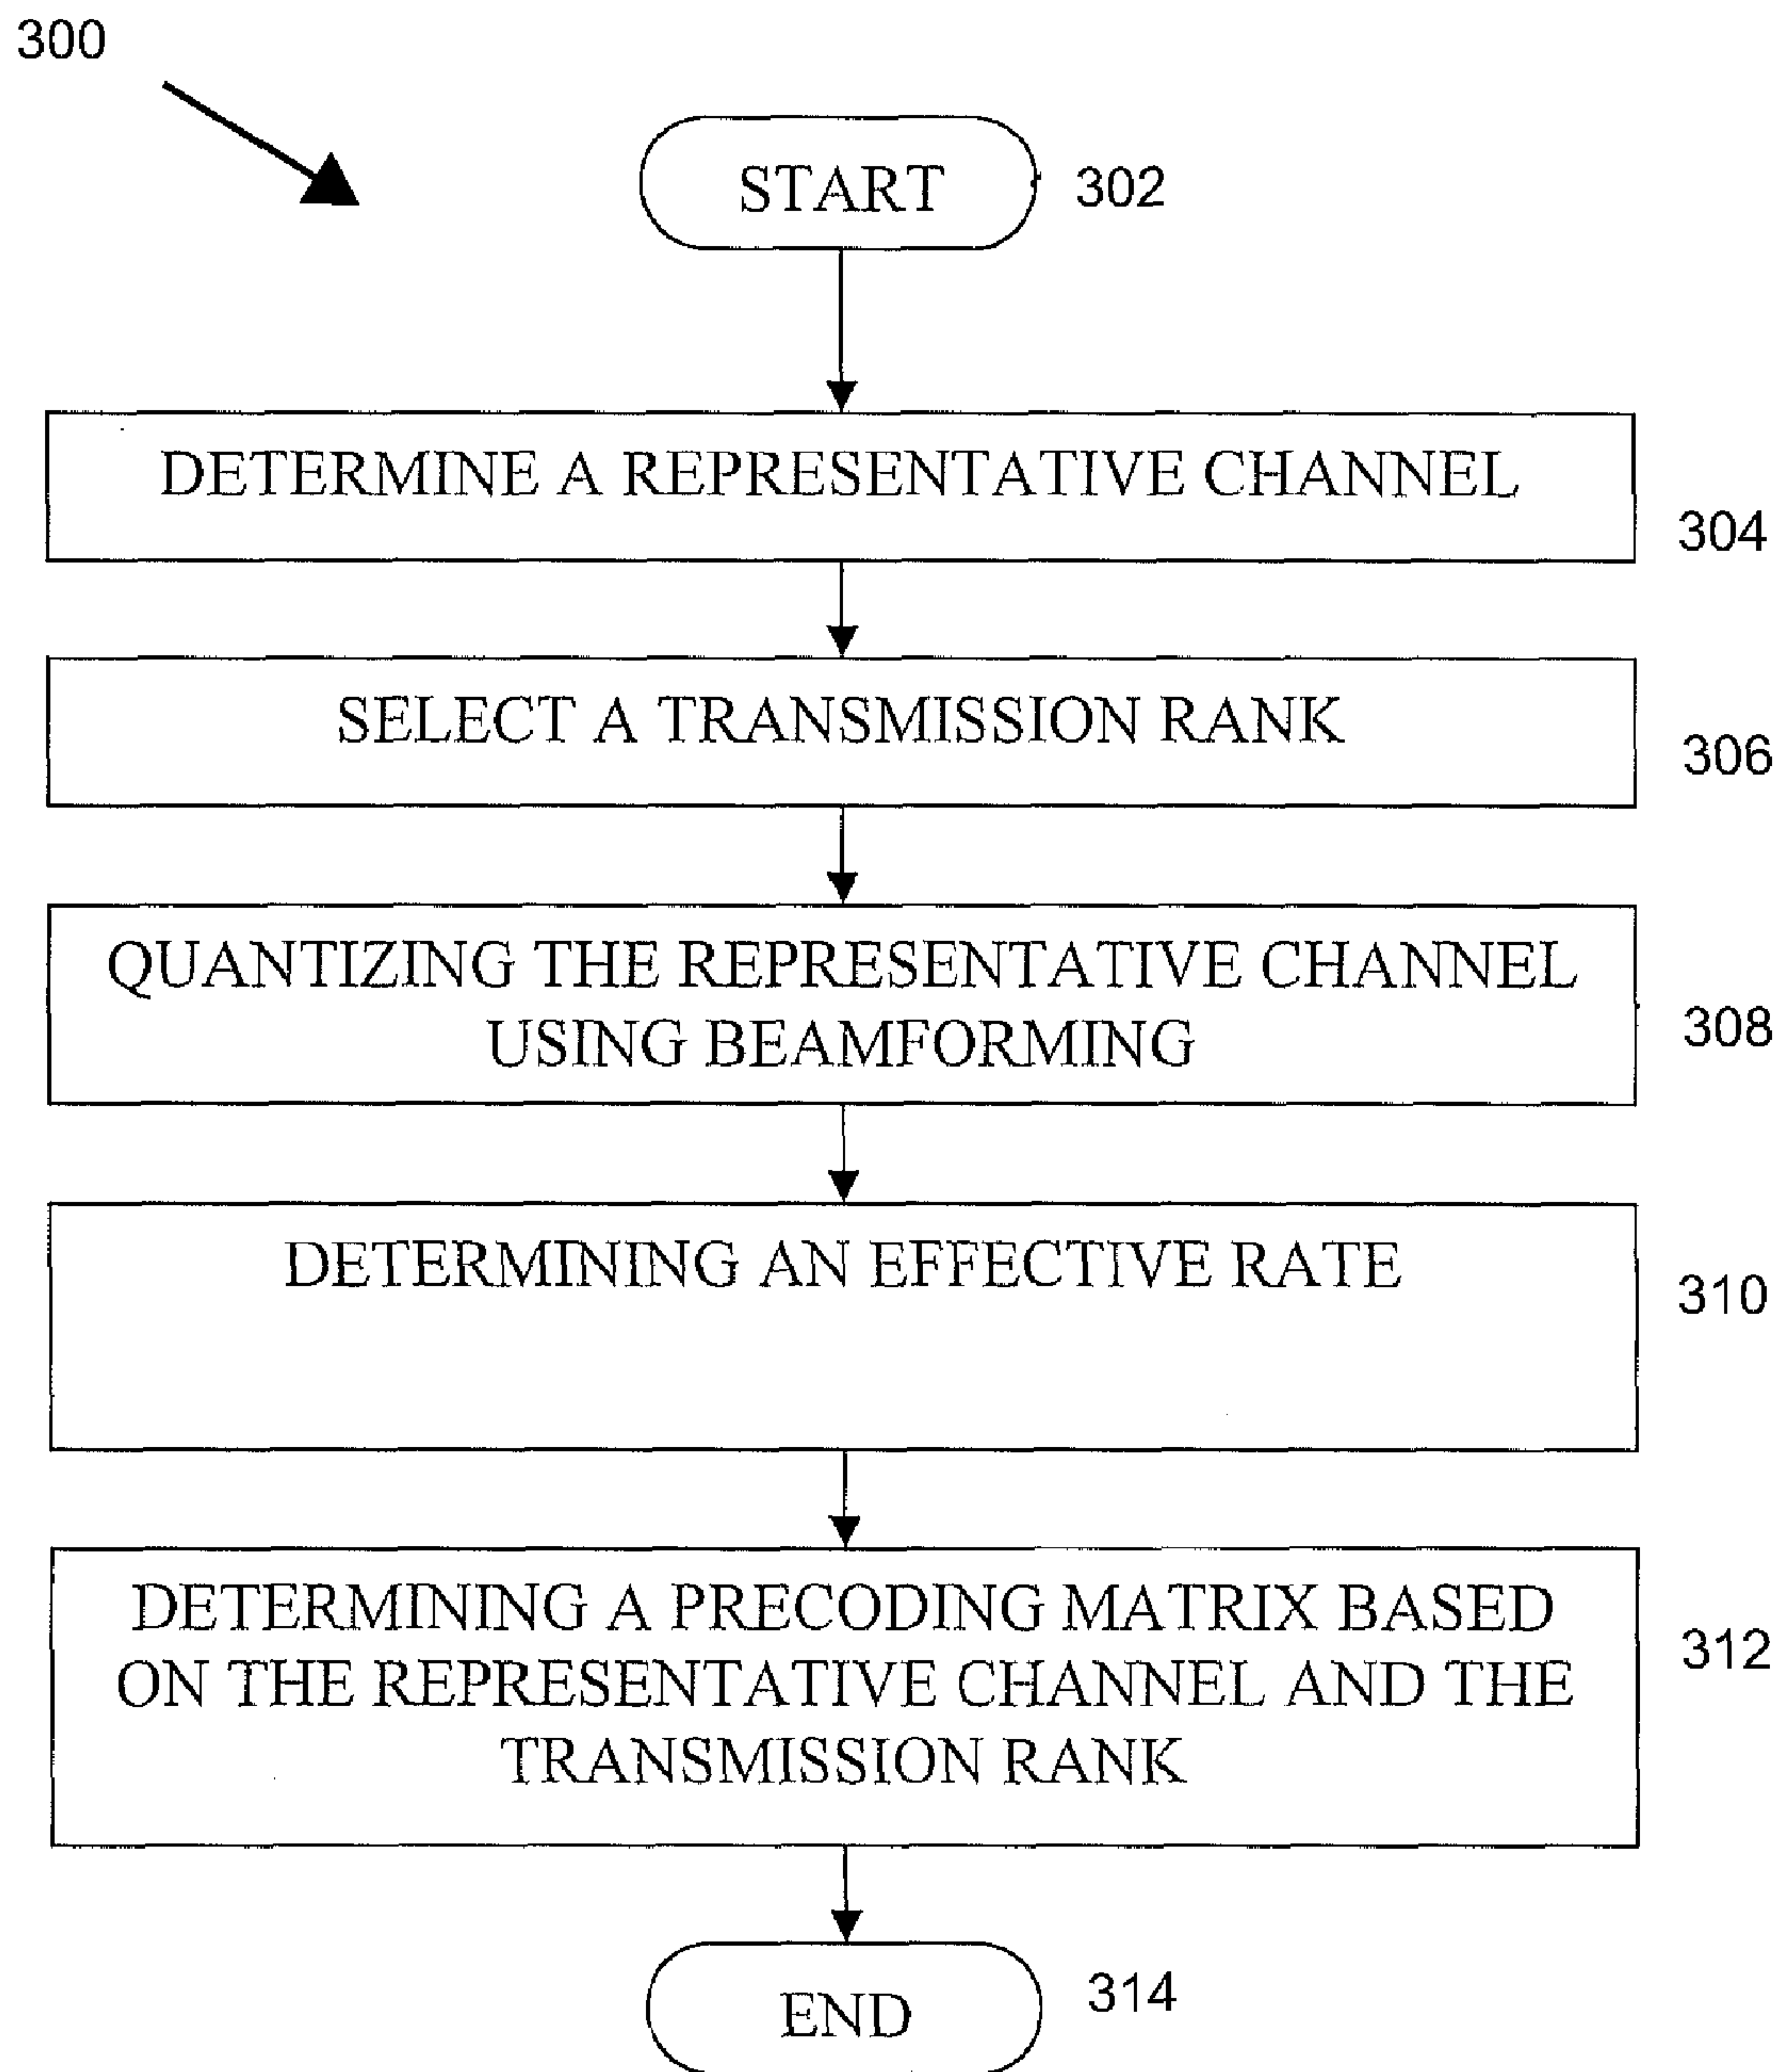 300
START
302
DETERMINE A REPRESENTATIVE CHANNEL
304
SELECT A TRANSMISSION RANK
306
QUANTIZING THE REPRESENTATIVE CHANNEL
USING BEAMFORMING
308
DETERMINING AN EFFECTIVE RATE
310
DETERMINING A PRECODING MATRIX BASED
ON THE REPRESENTATIVE CHANNEL AND THE
TRANSMISSION RANK
312
END
314